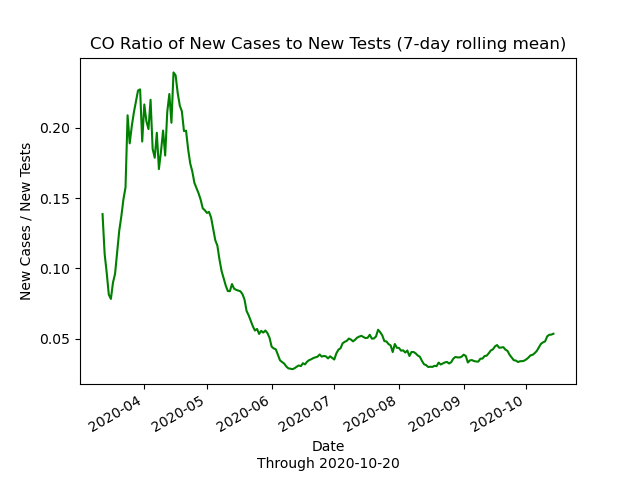 CO Ratio of New Cases to New Tests (7-day rolling mean)
New Cases / New Tests
0.20
0.15
0.10
0.05
2020-04
2020-05
2020-06
2020-07
2020-08
2020-09
2020-10
Date
Through 2020-10-20